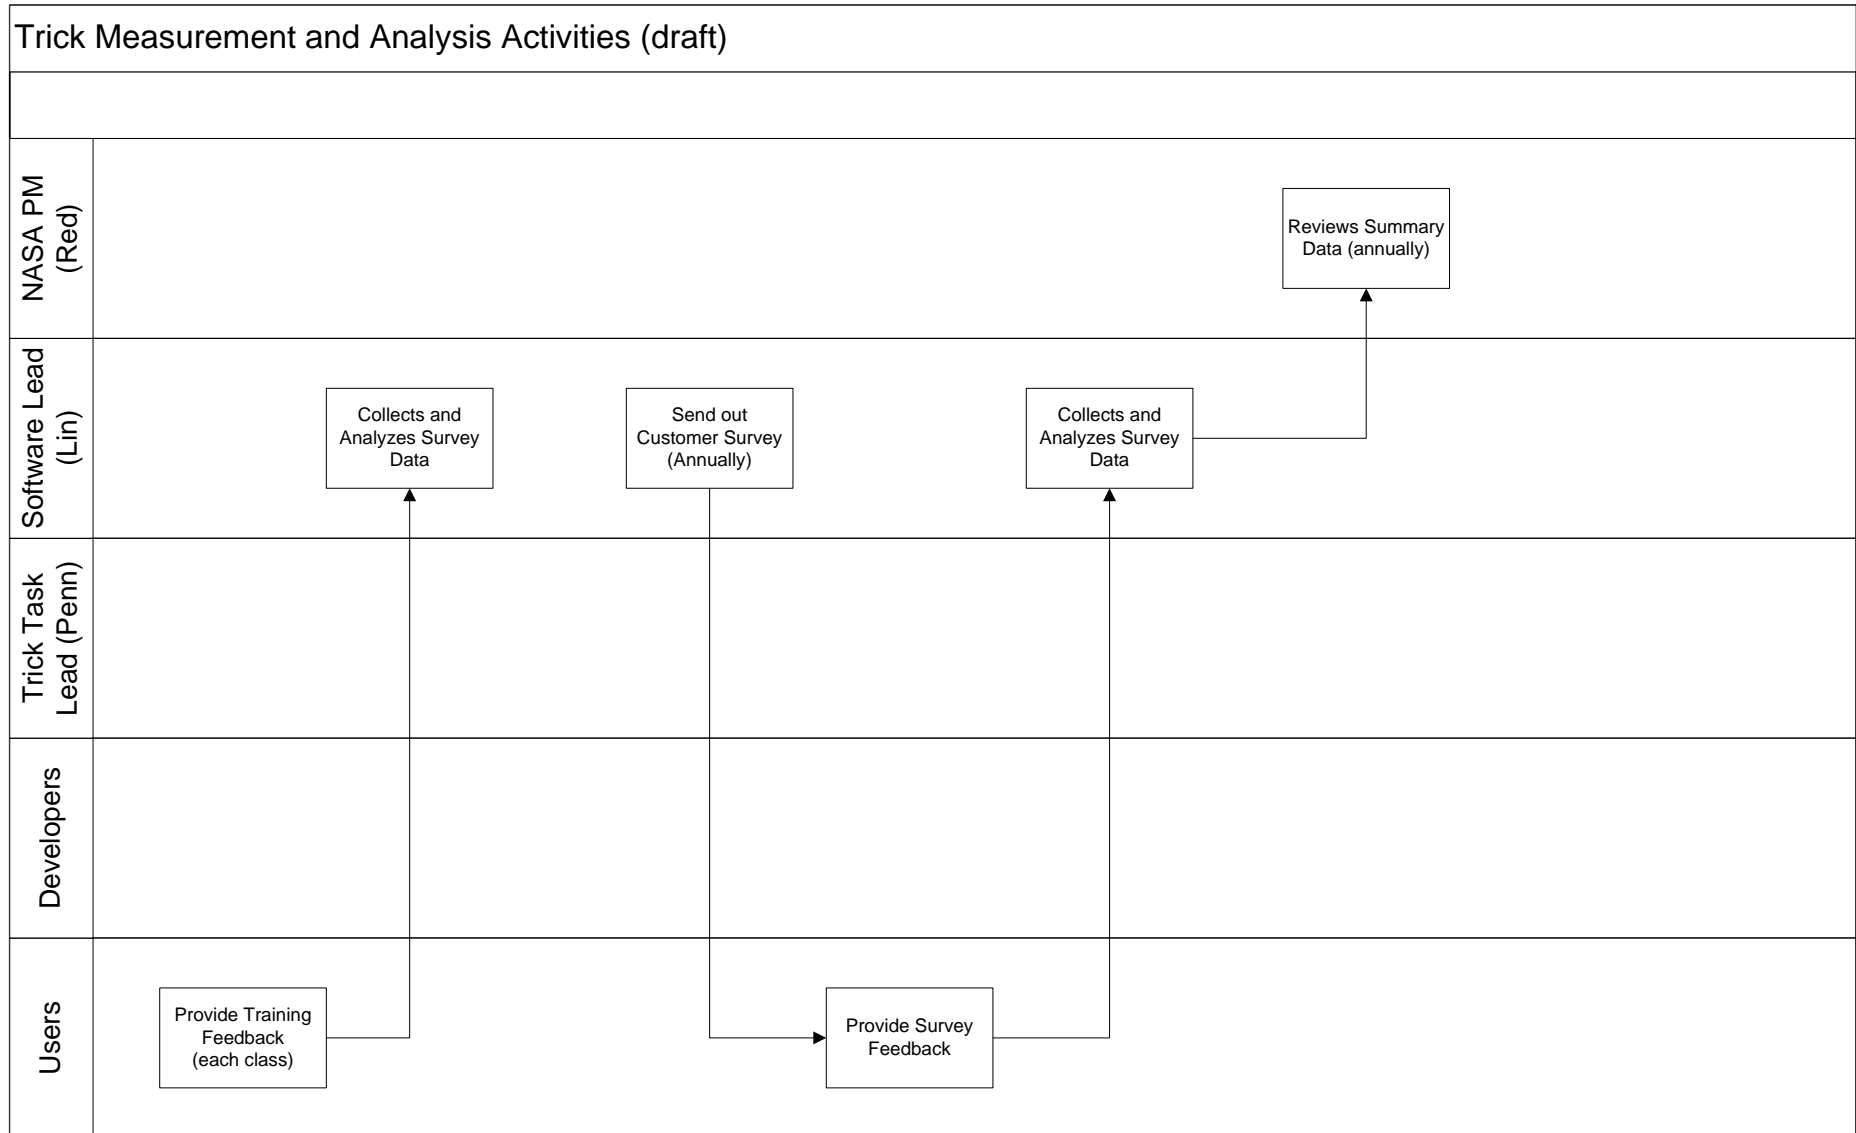 Trick Measurement and Analysis Activities (draft)
NASA PM
(Red)
Reviews Summary
Data (annually)
Software Lead
(Lin)
Collects and
Analyzes Survey
Data
Send out
Customer Survey
(Annually)
Collects and
Analyzes Survey
Data
Trick Task
Lead (Penn)
Developers
Users
Provide Training
Feedback
(each class)
Provide Survey
Feedback